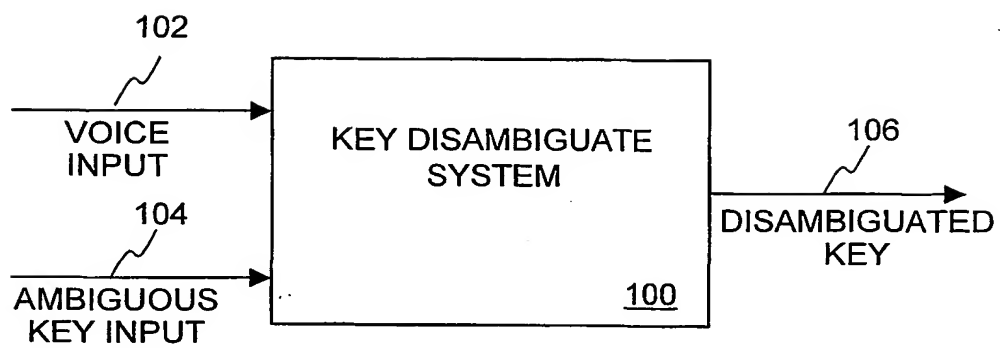 102
VOICE
INPUT
104
AMBIGUOUS
KEY INPUT
KEY DISAMBIGUATE
SYSTEM
100
106
DISAMBIGUATED
KEY